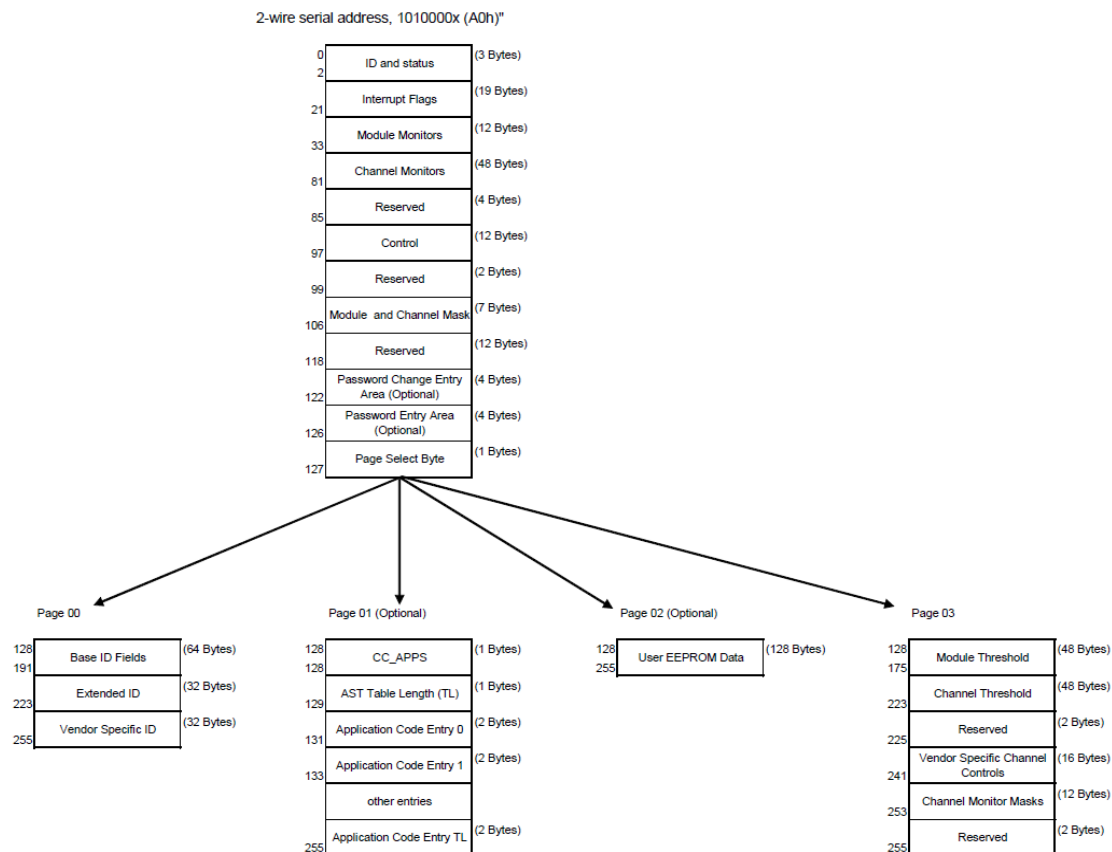 2-wire serial address, 1010000x (A0h)"
0
2
ID and status
(3 Bytes)
21
Interrupt Flags
(19 Bytes)
33
Module Monitors
(12 Bytes)
81
Channel Monitors
(48 Bytes)
85
Reserved
(4 Bytes)
97
Control
(12 Bytes)
99
Reserved
(2 Bytes)
106
Module and Channel Mask
(7 Bytes)
118
Reserved
(12 Bytes)
122
Password Change Entry
Area (Optional)
(4 Bytes)
126
Password Entry Area
(Optional)
(4 Bytes)
127
Page Select Byte
(1 Bytes)
Page 00
128
191
Base ID Fields
(64 Bytes)
223
Extended ID
(32 Bytes)
255
Vendor Specific ID
(32 Bytes)
Page 01 (Optional)
128
128
CC_APPS
(1 Bytes)
129
AST Table Length (TL)
(1 Bytes)
131
Application Code Entry 0
(2 Bytes)
133
Application Code Entry 1
(2 Bytes)
other entries
255
Application Code Entry TL
(2 Bytes)
Page 02 (Optional)
128
255
User EEPROM Data
(128 Bytes)
Page 03
128
175
Module Threshold
(48 Bytes)
223
Channel Threshold
(48 Bytes)
225
Reserved
(2 Bytes)
241
Vendor Specific Channel
Controls
(16 Bytes)
253
Channel Monitor Masks
(12 Bytes)
255
Reserved
(2 Bytes)